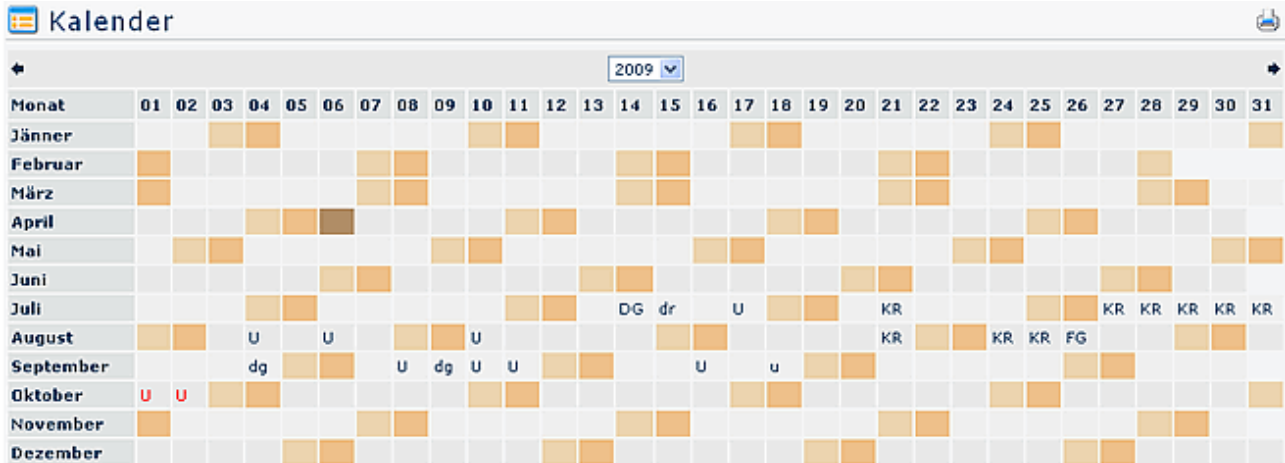 Kalender
2009
Monat 01 02 03 04 05 06 07 08 09 10 11 12 13 14 15 16 17 18 19 20 21 22 23 24 25 26 27 28 29 30 31
Jänner
Februar
März
April
Mai
Juni
Juli DG dr U KR KR KR KR KR KR
August U U U KR KR KR FG
September dg U dg U U U u
Oktober U U
November
Dezember